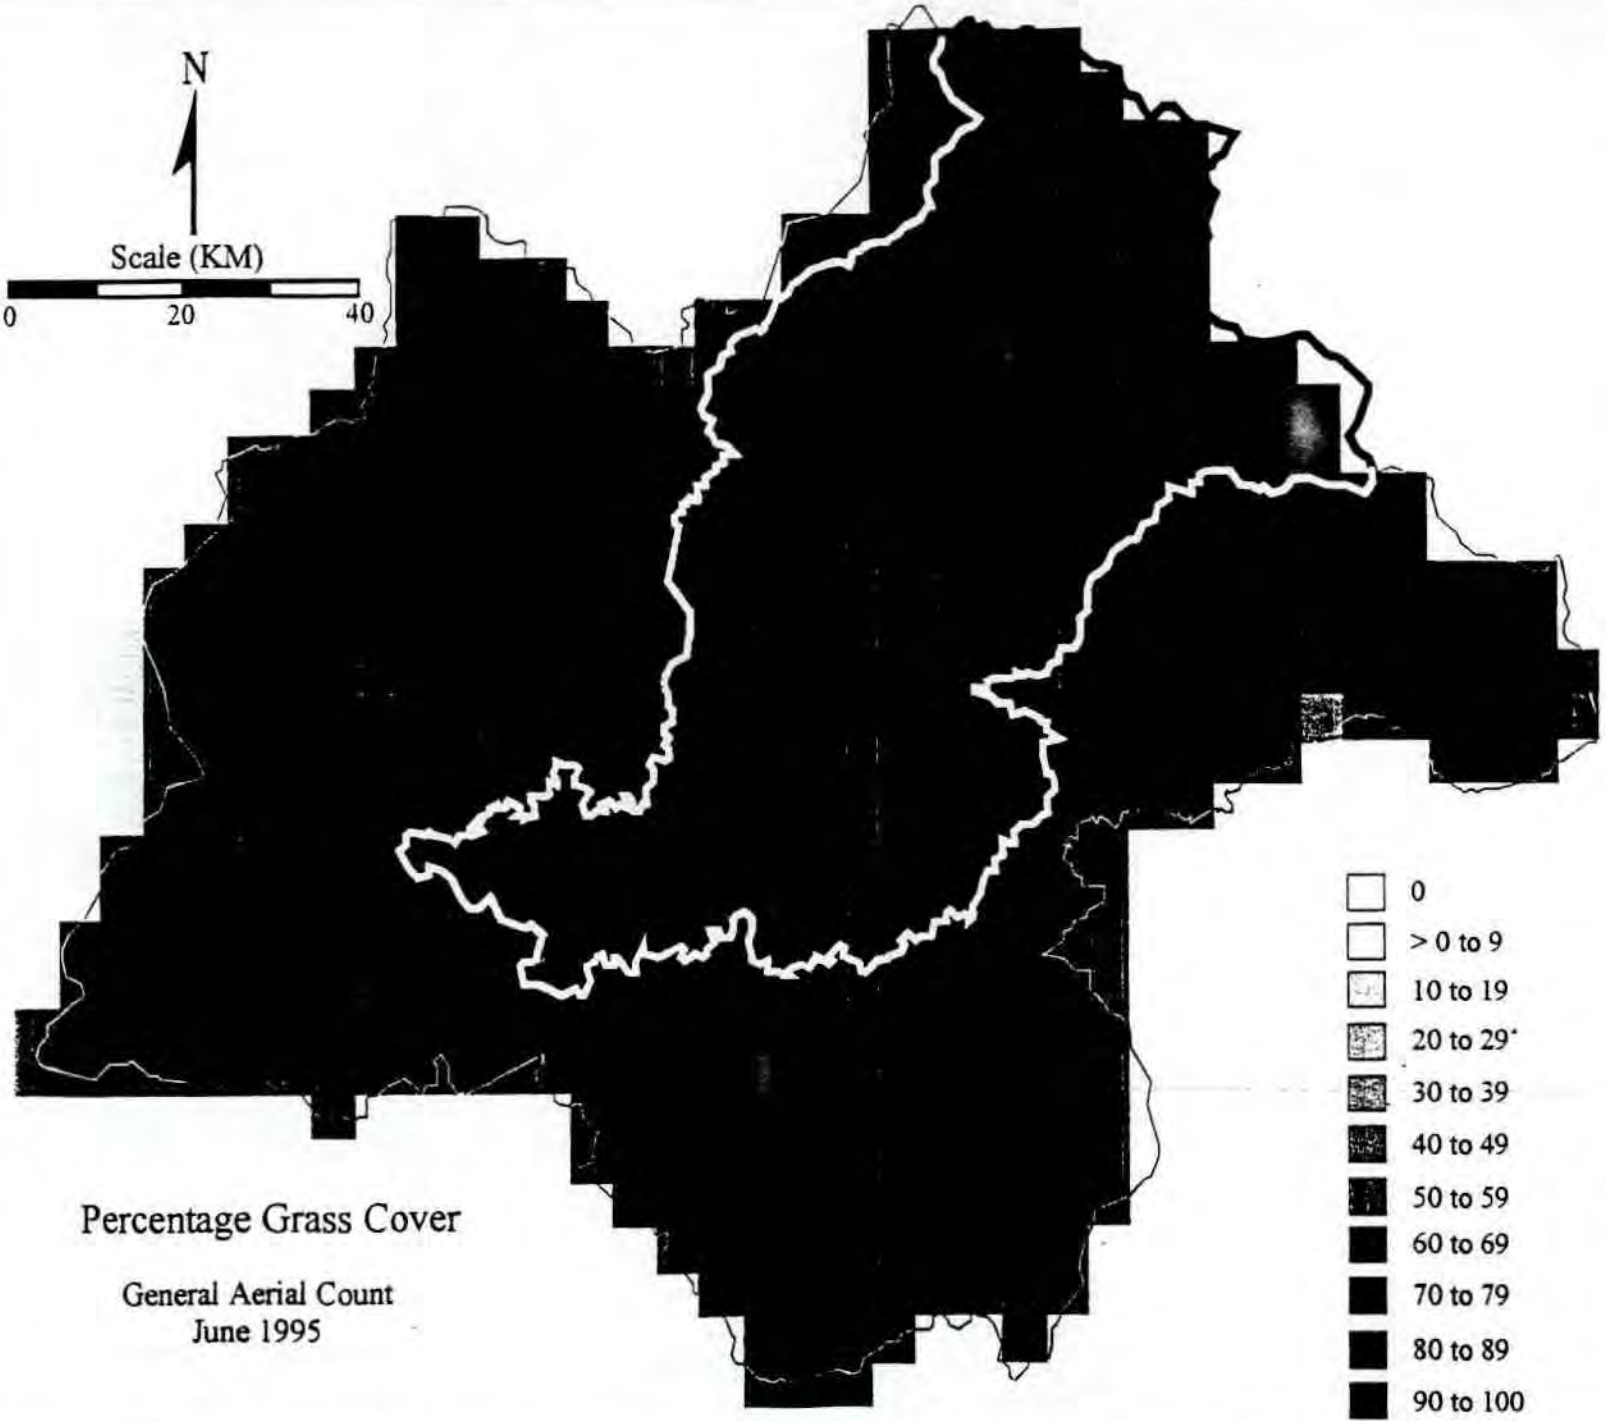 N
Scale (KM)
0 20 40
0
> 0 to 9
10 to 19
20 to 29
30 to 39
40 to 49
50 to 59
60 to 69
70 to 79
80 to 89
90 to 100
Percentage Grass Cover
General Aerial Count
June 1995